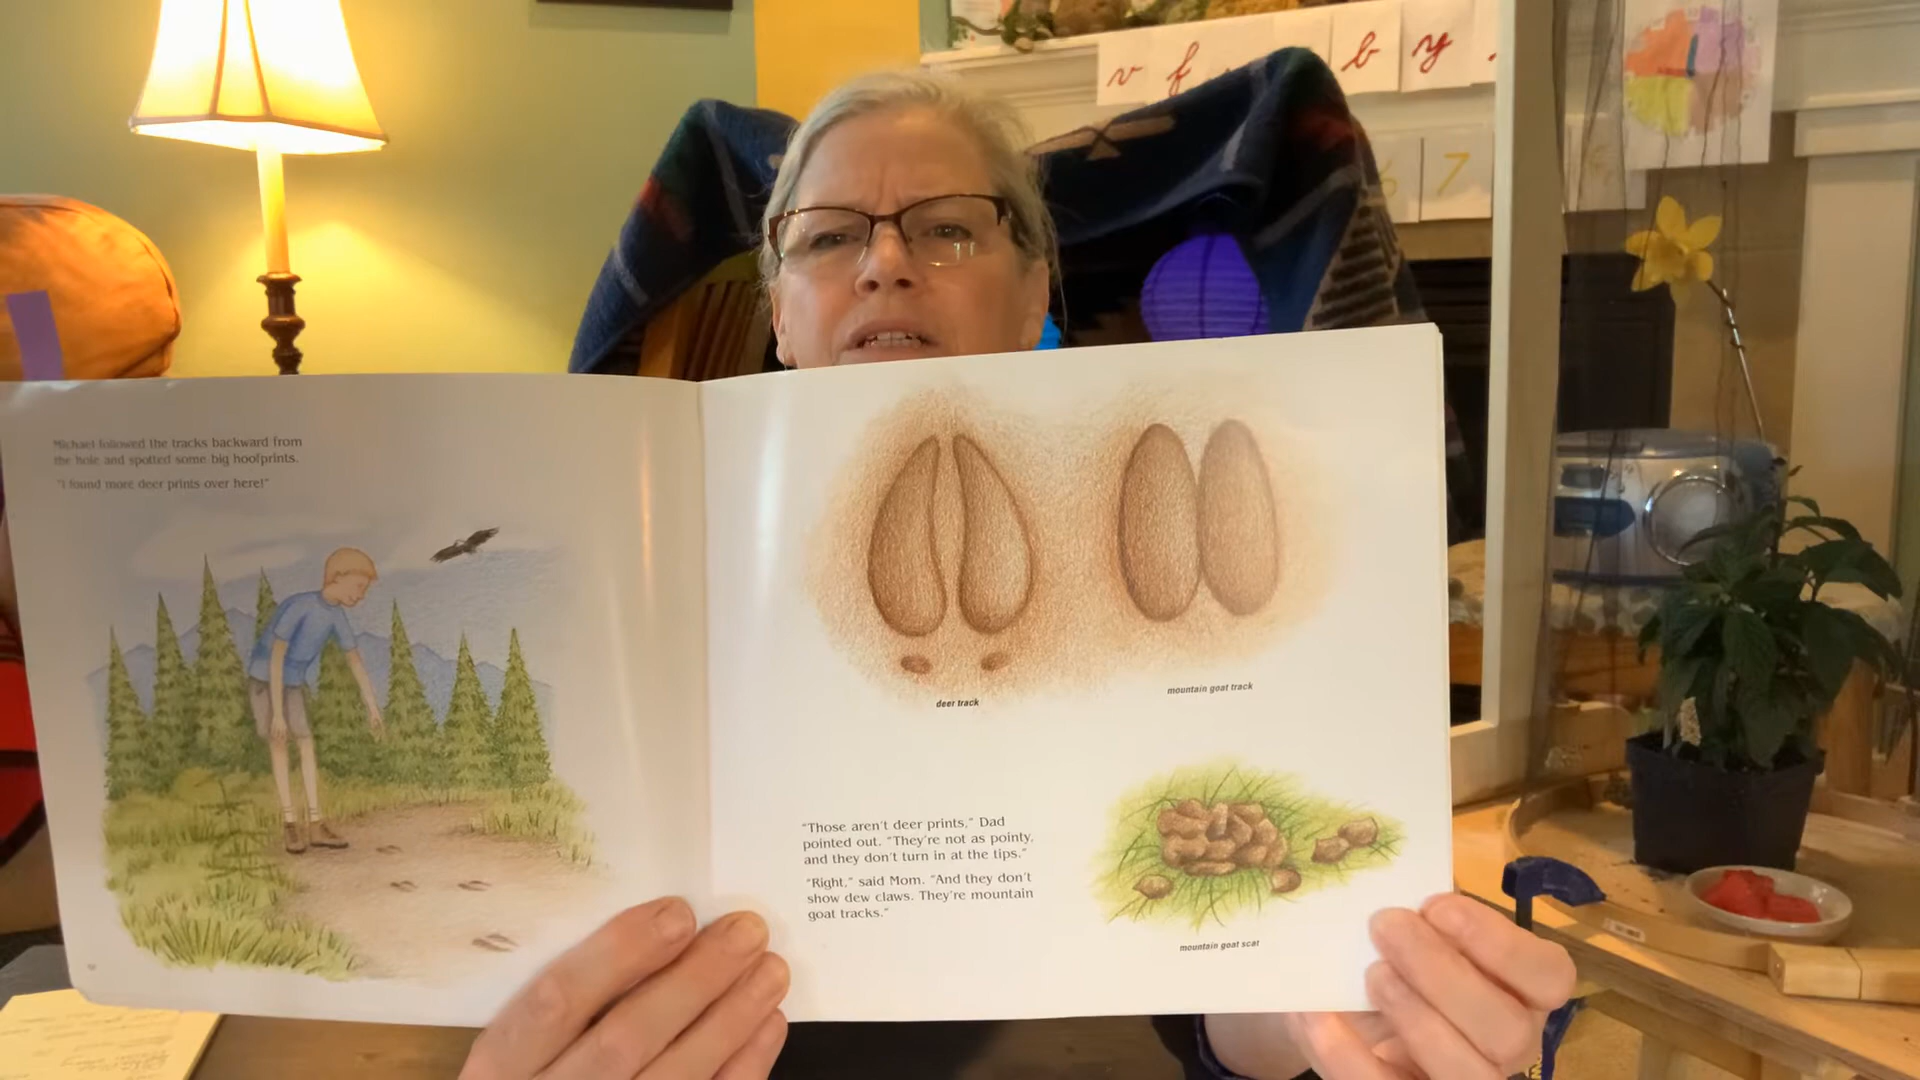 v f b y
6 7
Michael followed the tracks backward from
the hole and spotted some big hoofprints.
"I found more deer prints over here!"
deer track
mountain goat track
"Those aren't deer prints," Dad
pointed out. "They're not as pointy,
and they don't turn in at the tips."
"Right," said Mom. "And they don't
show dew claws. They're mountain
goat tracks."
mountain goat scat